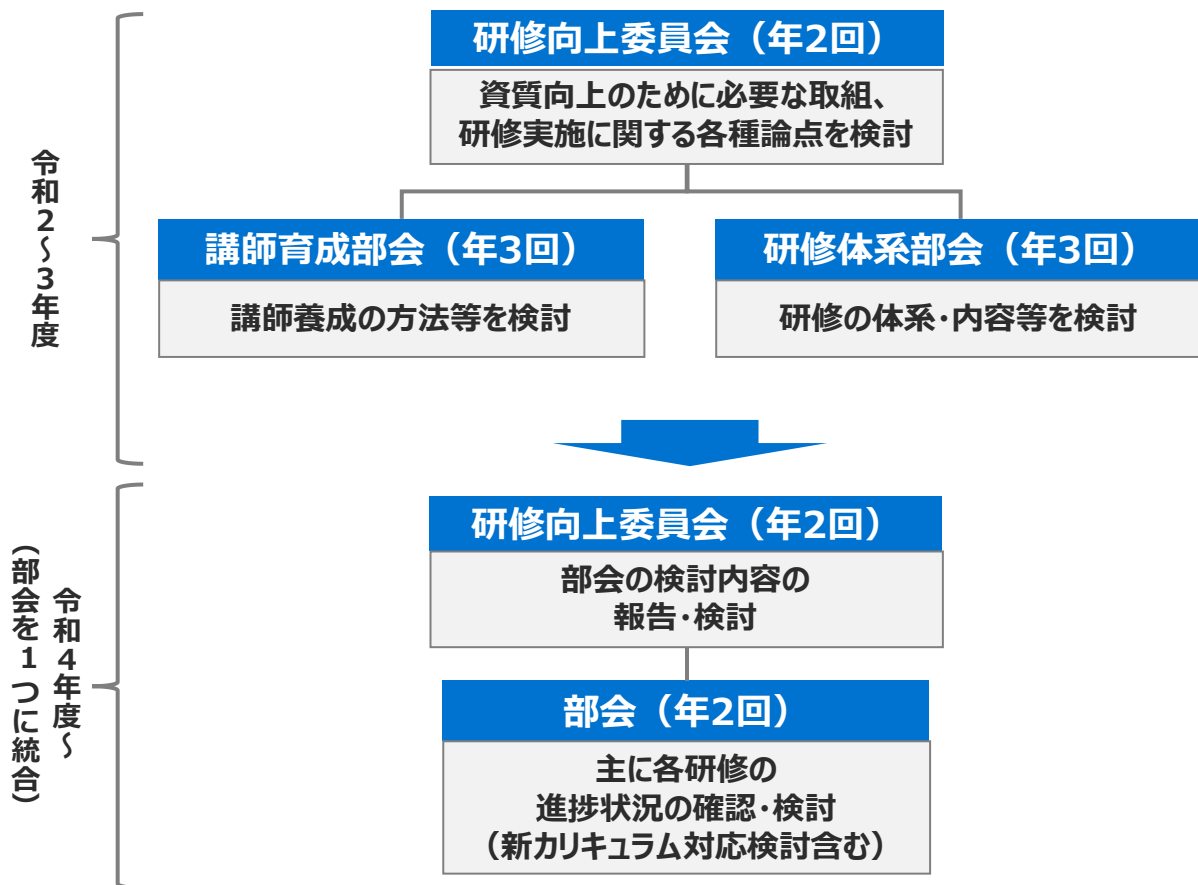 令和2～3年度
研修向上委員会（年2回）
資質向上のために必要な取組、
研修実施に関する各種論点を検討
講師育成部会（年3回）
講師養成の方法等を検討
研修体系部会（年3回）
研修の体系・内容等を検討
令和4年度～
（部会を1つに統合）
研修向上委員会（年2回）
部会の検討内容の
報告・検討
部会（年2回）
主に各研修の
進捗状況の確認・検討
（新カリキュラム対応検討含む）